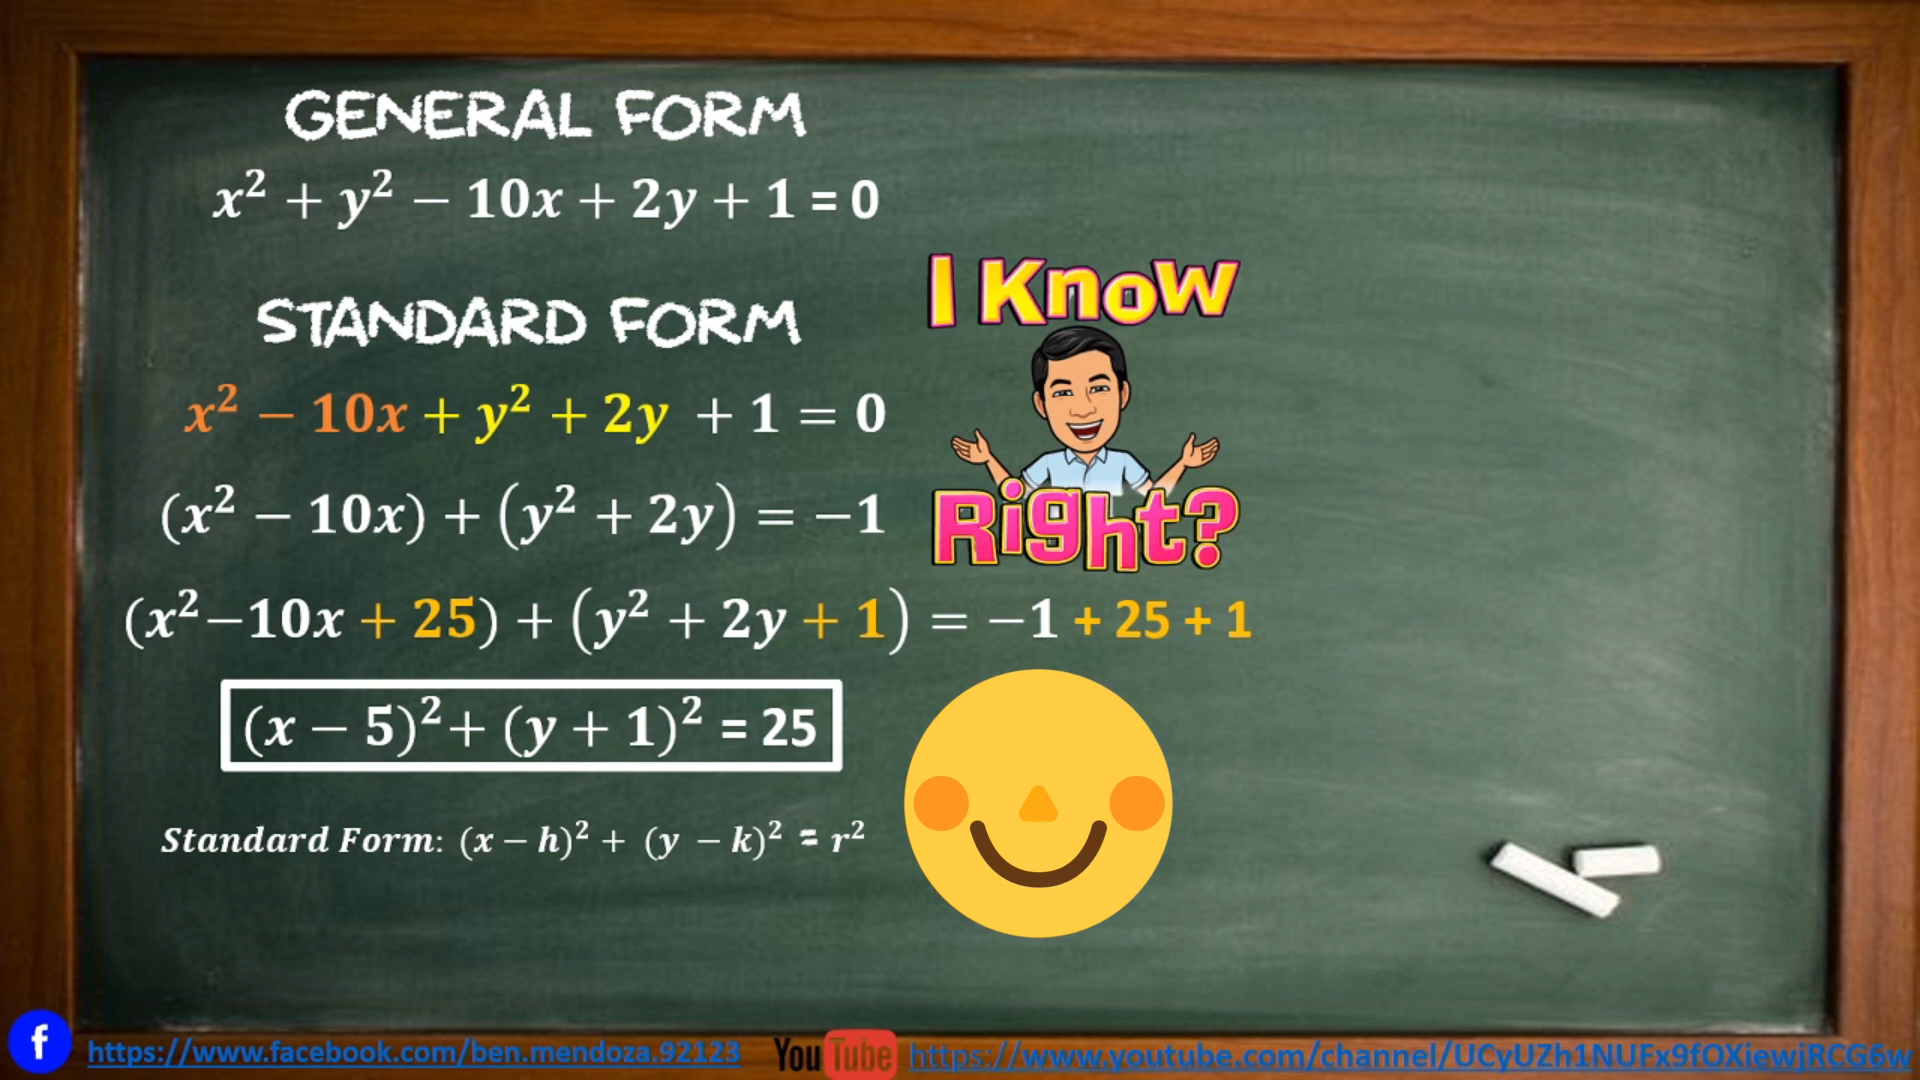 GENERAL FORM
x² + y² − 10x + 2y + 1 = 0
STANDARD FORM
x² − 10x + y² + 2y + 1 = 0
(x² − 10x) + (y² + 2y) = −1
(x²−10x + 25) + (y² + 2y + 1) = −1 + 25 + 1
(x − 5)²+ (y + 1)² = 25
Standard Form: (x − h)² + (y − k)² = r²
I Know
Right?
f https://www.facebook.com/ben.mendoza.92123 YouTube https://www.youtube.com/channel/UCyUZh1NUFx9fOXiewjRCG6w